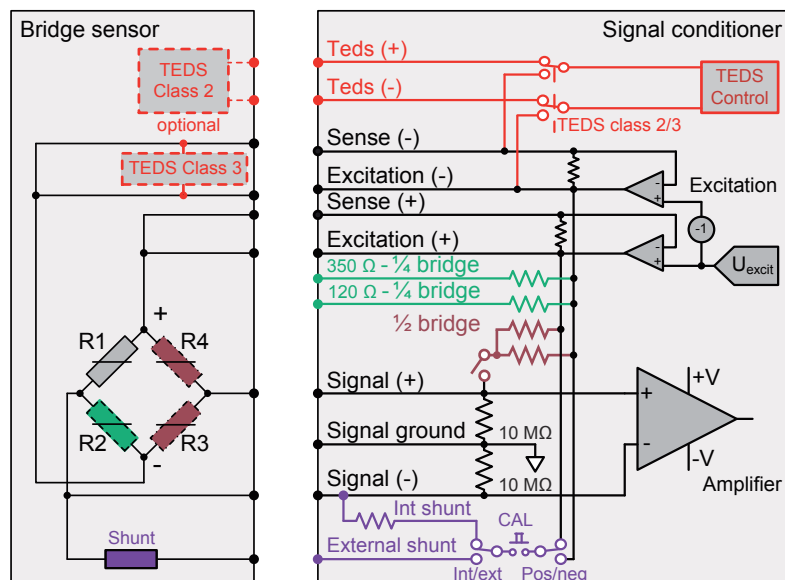 Bridge sensor
TEDS
Class 2
optional
TEDS Class 3
+
R1
R4
R2
R3
-
Shunt
Signal conditioner
Teds (+)
Teds (-)
TEDS
Control
TEDS class 2/3
Sense (-)
Excitation (-)
Sense (+)
Excitation (+)
- +
- +
Excitation
-1
Uexcit
350 Ω - ¼ bridge
120 Ω - ¼ bridge
½ bridge
Signal (+)
Signal ground
Signal (-)
10 MΩ
10 MΩ
+
-
+V
-V
Amplifier
Int shunt
CAL
External shunt
Int/ext
Pos/neg